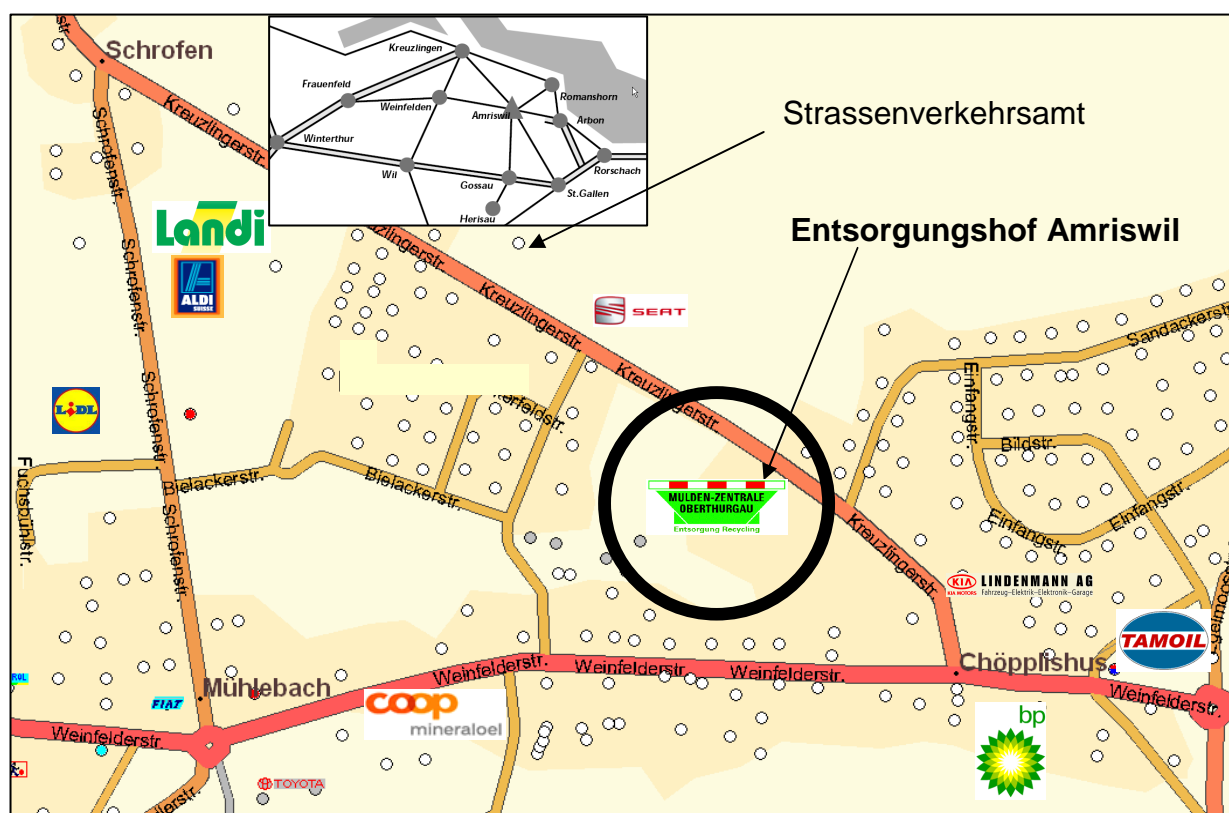 Schrofen
Kreuzlingen
Frauenfeld
Weinfelden
Amriswil
Romanshorn
Arbon
Winterthur
Wil
Gossau
Rorschach
St.Gallen
Herisau
Strassenverkehrsamt
Entsorgungshof Amriswil
Kreuzlingerstr.
Schrofenstr.
Landi
ALDI
SUISSE
Schrofenstr.
Kreuzlingerstr.
SEAT
Sandackerstr.
LIDL
Schrofenstr.
Kreuzlingerstr.
Einfangstr.
Bildstr.
Fuchsbühlstr.
Bielackerstr.
Bielackerstr.
MULDEN-ZENTRALE
OBERTHURGAU
Entsorgung Recycling
Einfangstr.
Einfangstr.
Schrofenstr.
Kreuzlingerstr.
KIA
KIA MOTORS
LINDENMANN AG
Fahrzeug-Elektrik-Elektronik-Garage
TAMOIL
Chöpplishus
Weinfelderstr.
Weinfelderstr.
Weinfelderstr.
Weinfelderstr.
Mühlebach
FIAT
coop
mineraloel
bp
Weinfelderstr.
TOYOTA